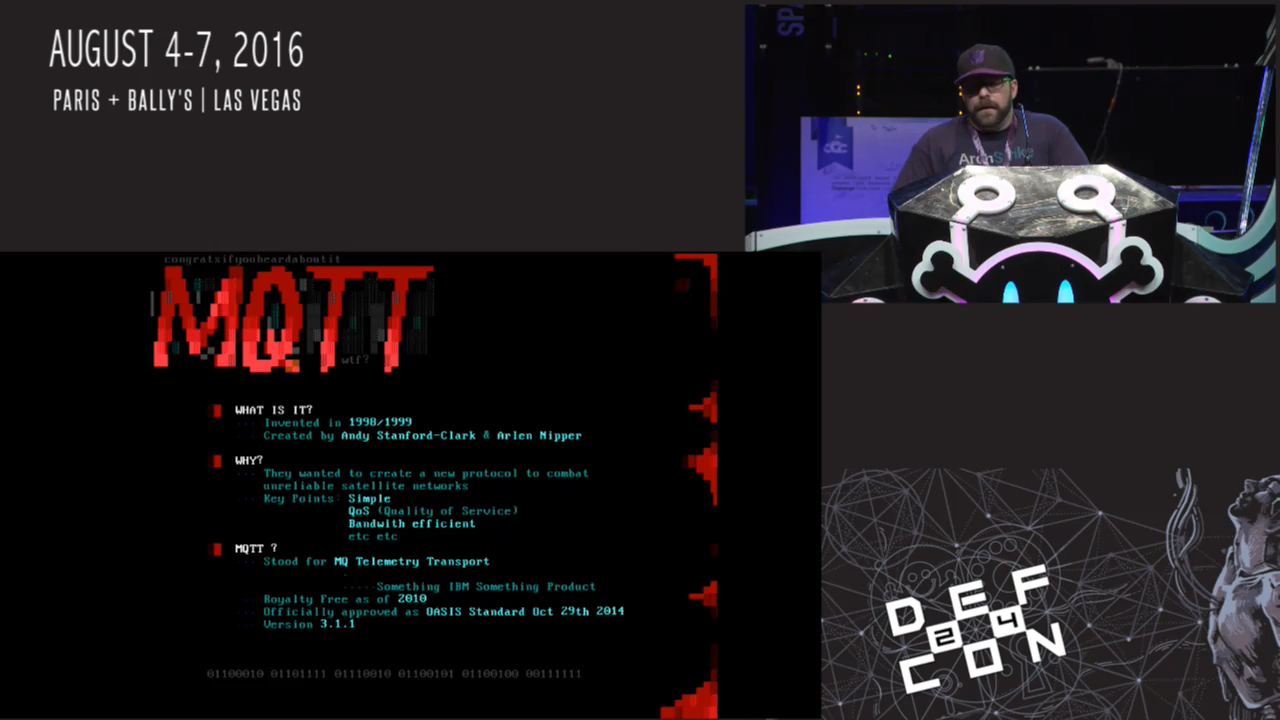 AUGUST 4-7, 2016
PARIS + BALLY'S | LAS VEGAS
SPA
ArchStrike
congratsifyouheardaboutit
MQTT
wtf?
WHAT IS IT?
Invented in 1998/1999
Created by Andy Stanford-Clark & Arlen Nipper
WHY?
They wanted to create a new protocol to combat
unreliable satellite networks
Key Points: Simple
QoS (Quality of Service)
Bandwith efficient
etc etc
MQTT ?
Stood for MQ Telemetry Transport
-----Something IBM Something Product
Royalty Free as of 2010
Officially approved as OASIS Standard Oct 29th 2014
Version 3.1.1
01100010 01101111 01110010 01100101 01100100 00111111
DEF
24
CON